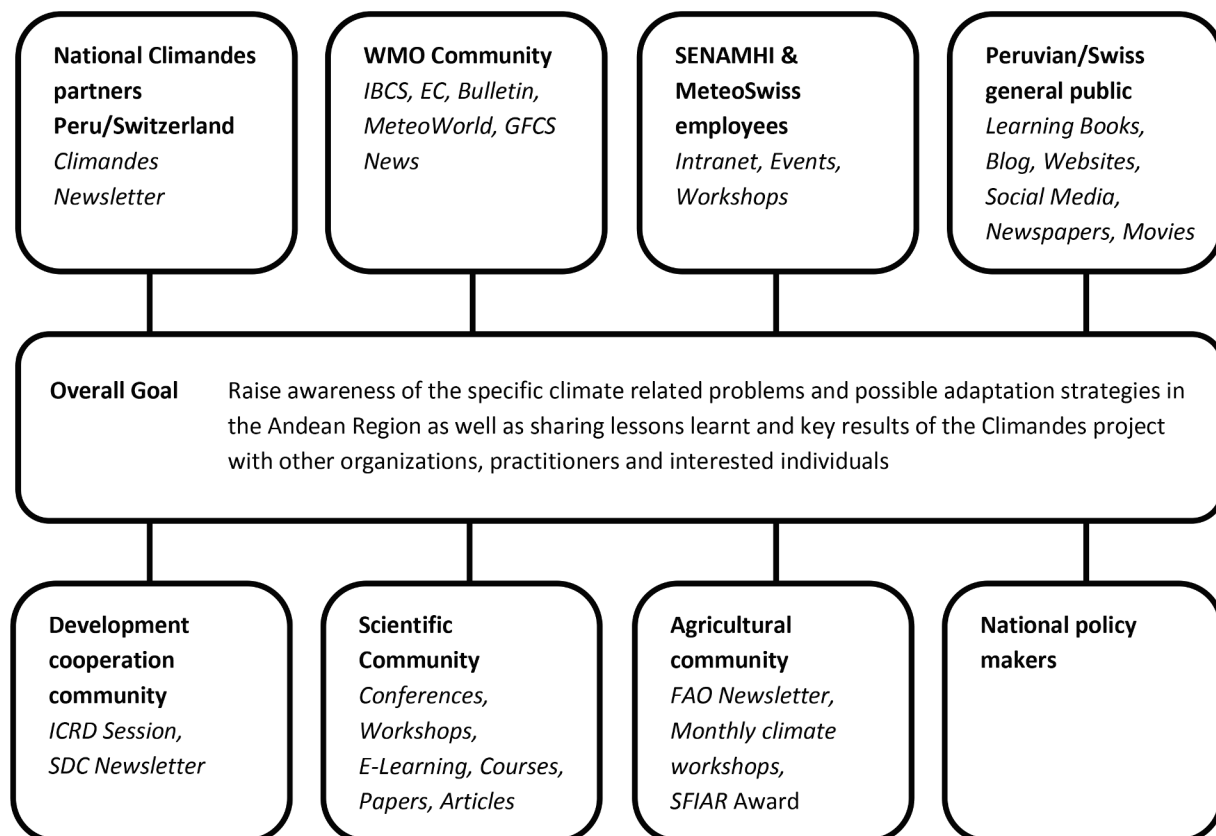 National Climandes
partners
Peru/Switzerland
Climandes
Newsletter
WMO Community
IBCS, EC, Bulletin,
MeteoWorld, GFCS
News
SENAMHI &
MeteoSwiss
employees
Intranet, Events,
Workshops
Peruvian/Swiss
general public
Learning Books,
Blog, Websites,
Social Media,
Newspapers, Movies
Overall Goal Raise awareness of the specific climate related problems and possible adaptation strategies in
the Andean Region as well as sharing lessons learnt and key results of the Climandes project
with other organizations, practitioners and interested individuals
Development
cooperation
community
ICRD Session,
SDC Newsletter
Scientific
Community
Conferences,
Workshops,
E-Learning, Courses,
Papers, Articles
Agricultural
community
FAO Newsletter,
Monthly climate
workshops,
SFIAR Award
National policy
makers